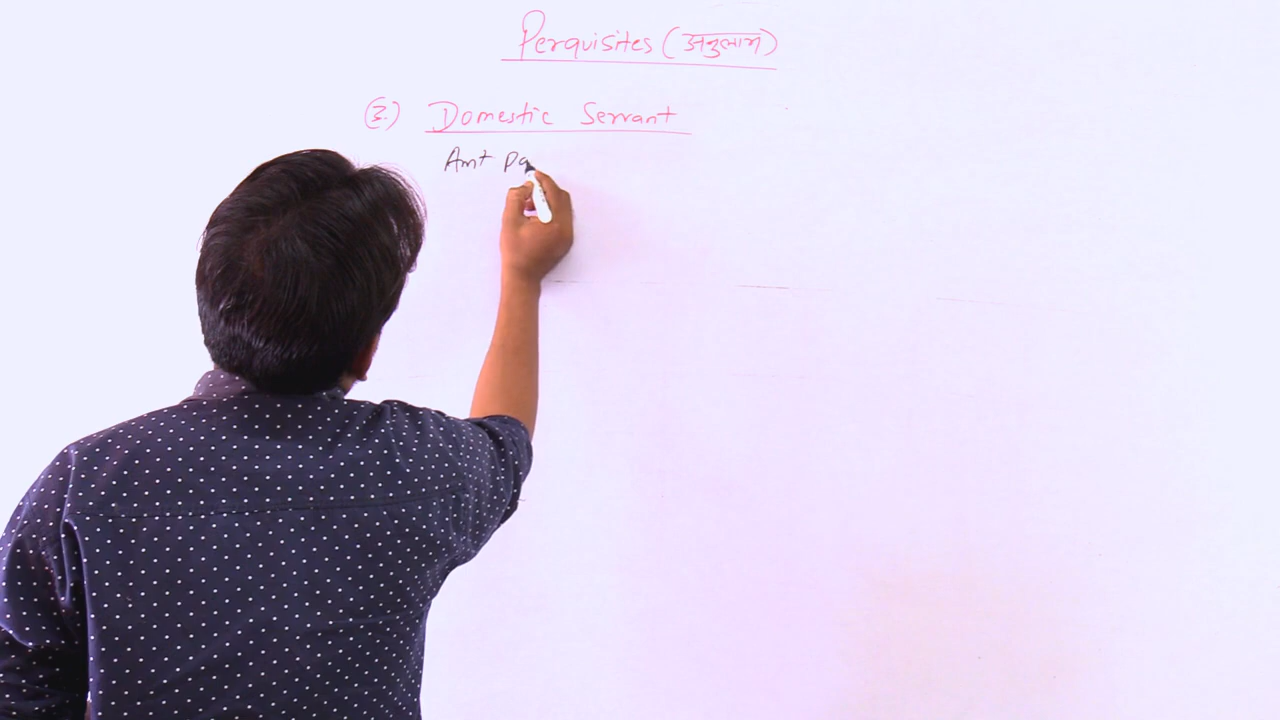 Perquisites (अनुलाभ)
(3.) Domestic Servant
Amt Pa